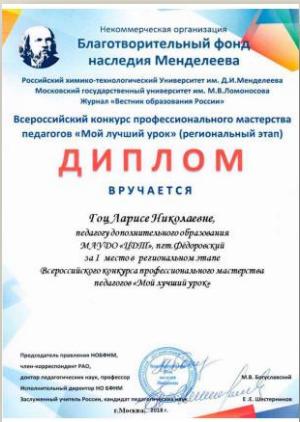 Некоммерческая организация
Благотворительный фонд
наследия Менделеева
Российский химико-технологический Университет им. Д.И.Менделеева
Московский государственный университет им. М.В.Ломоносова
Журнал «Вестник образования России»
Всероссийский конкурс профессионального мастерства
педагогов «Мой лучший урок» (региональный этап)
ДИПЛОМ
ВРУЧАЕТСЯ
Гоц Ларисе Николаевне,
педагогу дополнительного образования
МАУДО «ЦДТ», пгт.Фёдоровский
за I место в региональном этапе
Всероссийского конкурса профессионального мастерства
педагогов «Мой лучший урок»
Председатель правления НОБФНМ,
член-корреспондент РАО,
доктор педагогических наук, профессор
М.В. Богуславский
Исполнительный директор НО БФНМ
Заслуженный учитель России, кандидат педагогических наук
Е.Л. Шестерников
г.Москва, 2018 г.